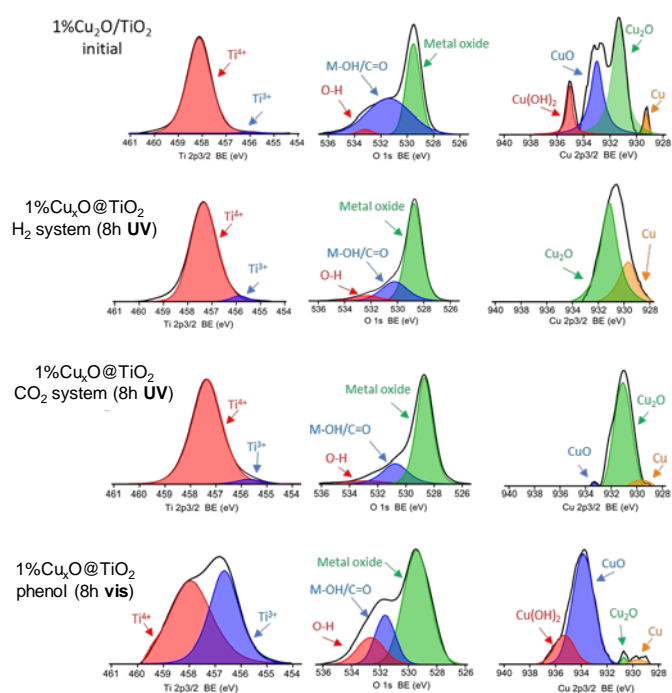 1%Cu₂O/TiO₂
initial
Ti⁴⁺
Ti³⁺
461 460 459 458 457 456 455 454
Ti 2p3/2 BE (eV)
Metal oxide
M-OH/C=O
O-H
536 534 532 530 528 526
O 1s BE (eV)
Cu₂O
CuO
Cu(OH)₂
Cu
940 938 936 934 932 930 928
Cu 2p3/2 BE (eV)
1%CuₓO@TiO₂
H₂ system (8h UV)
Ti⁴⁺
Ti³⁺
461 460 459 458 457 456 455 454
Ti 2p3/2 BE (eV)
Metal oxide
M-OH/C=O
O-H
536 534 532 530 528 526
O 1s BE (eV)
Cu
Cu₂O
940 938 936 934 932 930 928
Cu 2p3/2 BE (eV)
1%CuₓO@TiO₂
CO₂ system (8h UV)
Ti⁴⁺
Ti³⁺
461 460 459 458 457 456 455 454
Ti 2p3/2 BE (eV)
Metal oxide
M-OH/C=O
O-H
536 534 532 530 528 526
O 1s BE (eV)
Cu₂O
CuO
Cu
940 938 936 934 932 930 928
Cu 2p3/2 BE (eV)
1%CuₓO@TiO₂
phenol (8h vis)
Ti⁴⁺
Ti³⁺
461 460 459 458 457 456 455 454
Ti 2p3/2 BE (eV)
Metal oxide
M-OH/C=O
O-H
536 534 532 530 528 526
O 1s BE (eV)
CuO
Cu(OH)₂
Cu₂O
Cu
940 938 936 934 932 930 928
Cu 2p3/2 BE (eV)